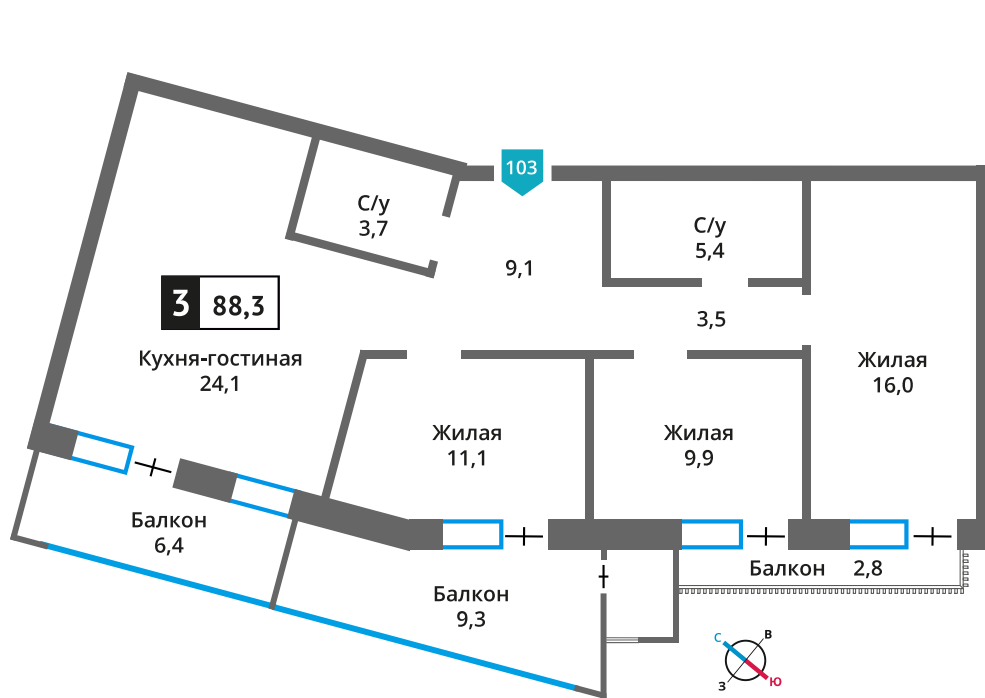 103
С/у
3,7
С/у
5,4
9,1
3 88,3
3,5
Кухня-гостиная
24,1
Жилая
16,0
Жилая
11,1
Жилая
9,9
Балкон
6,4
Балкон 2,8
Балкон
9,3
С В
З Ю